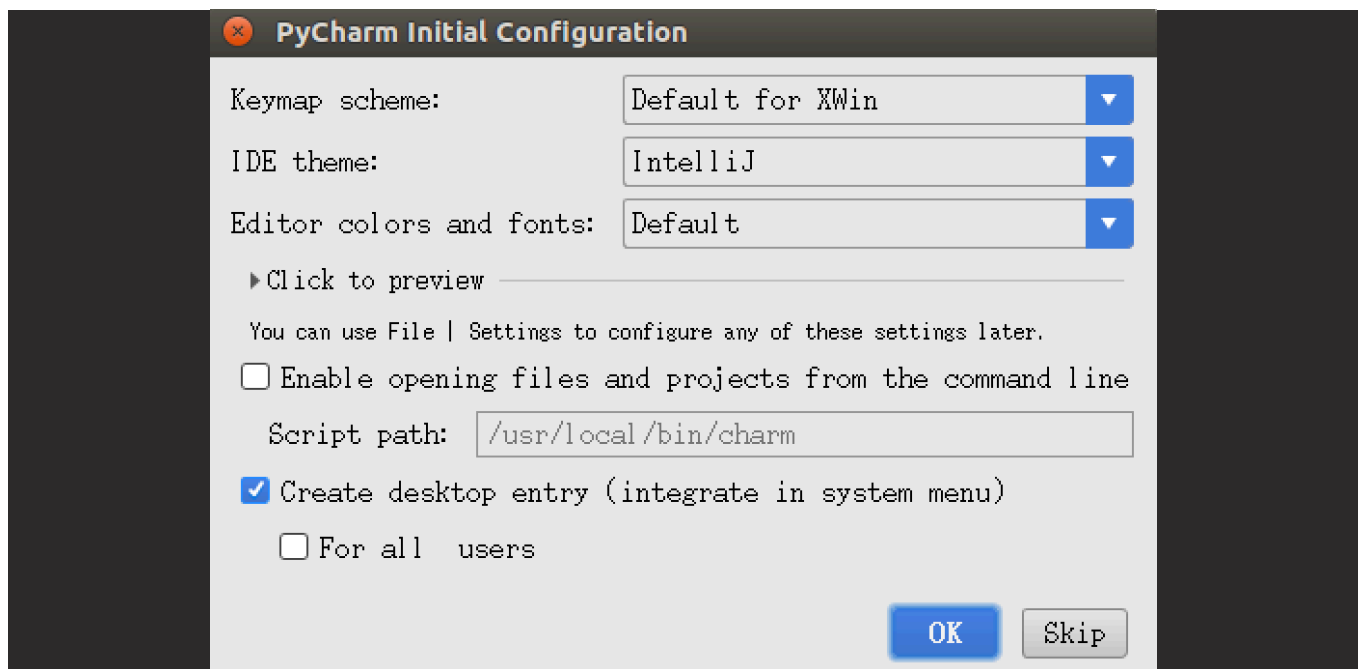 PyCharm Initial Configuration
Keymap scheme: Default for XWin
IDE theme: IntelliJ
Editor colors and fonts: Default
Click to preview
You can use File | Settings to configure any of these settings later.
Enable opening files and projects from the command line
Script path: /usr/local/bin/charm
Create desktop entry (integrate in system menu)
For all users
OK Skip